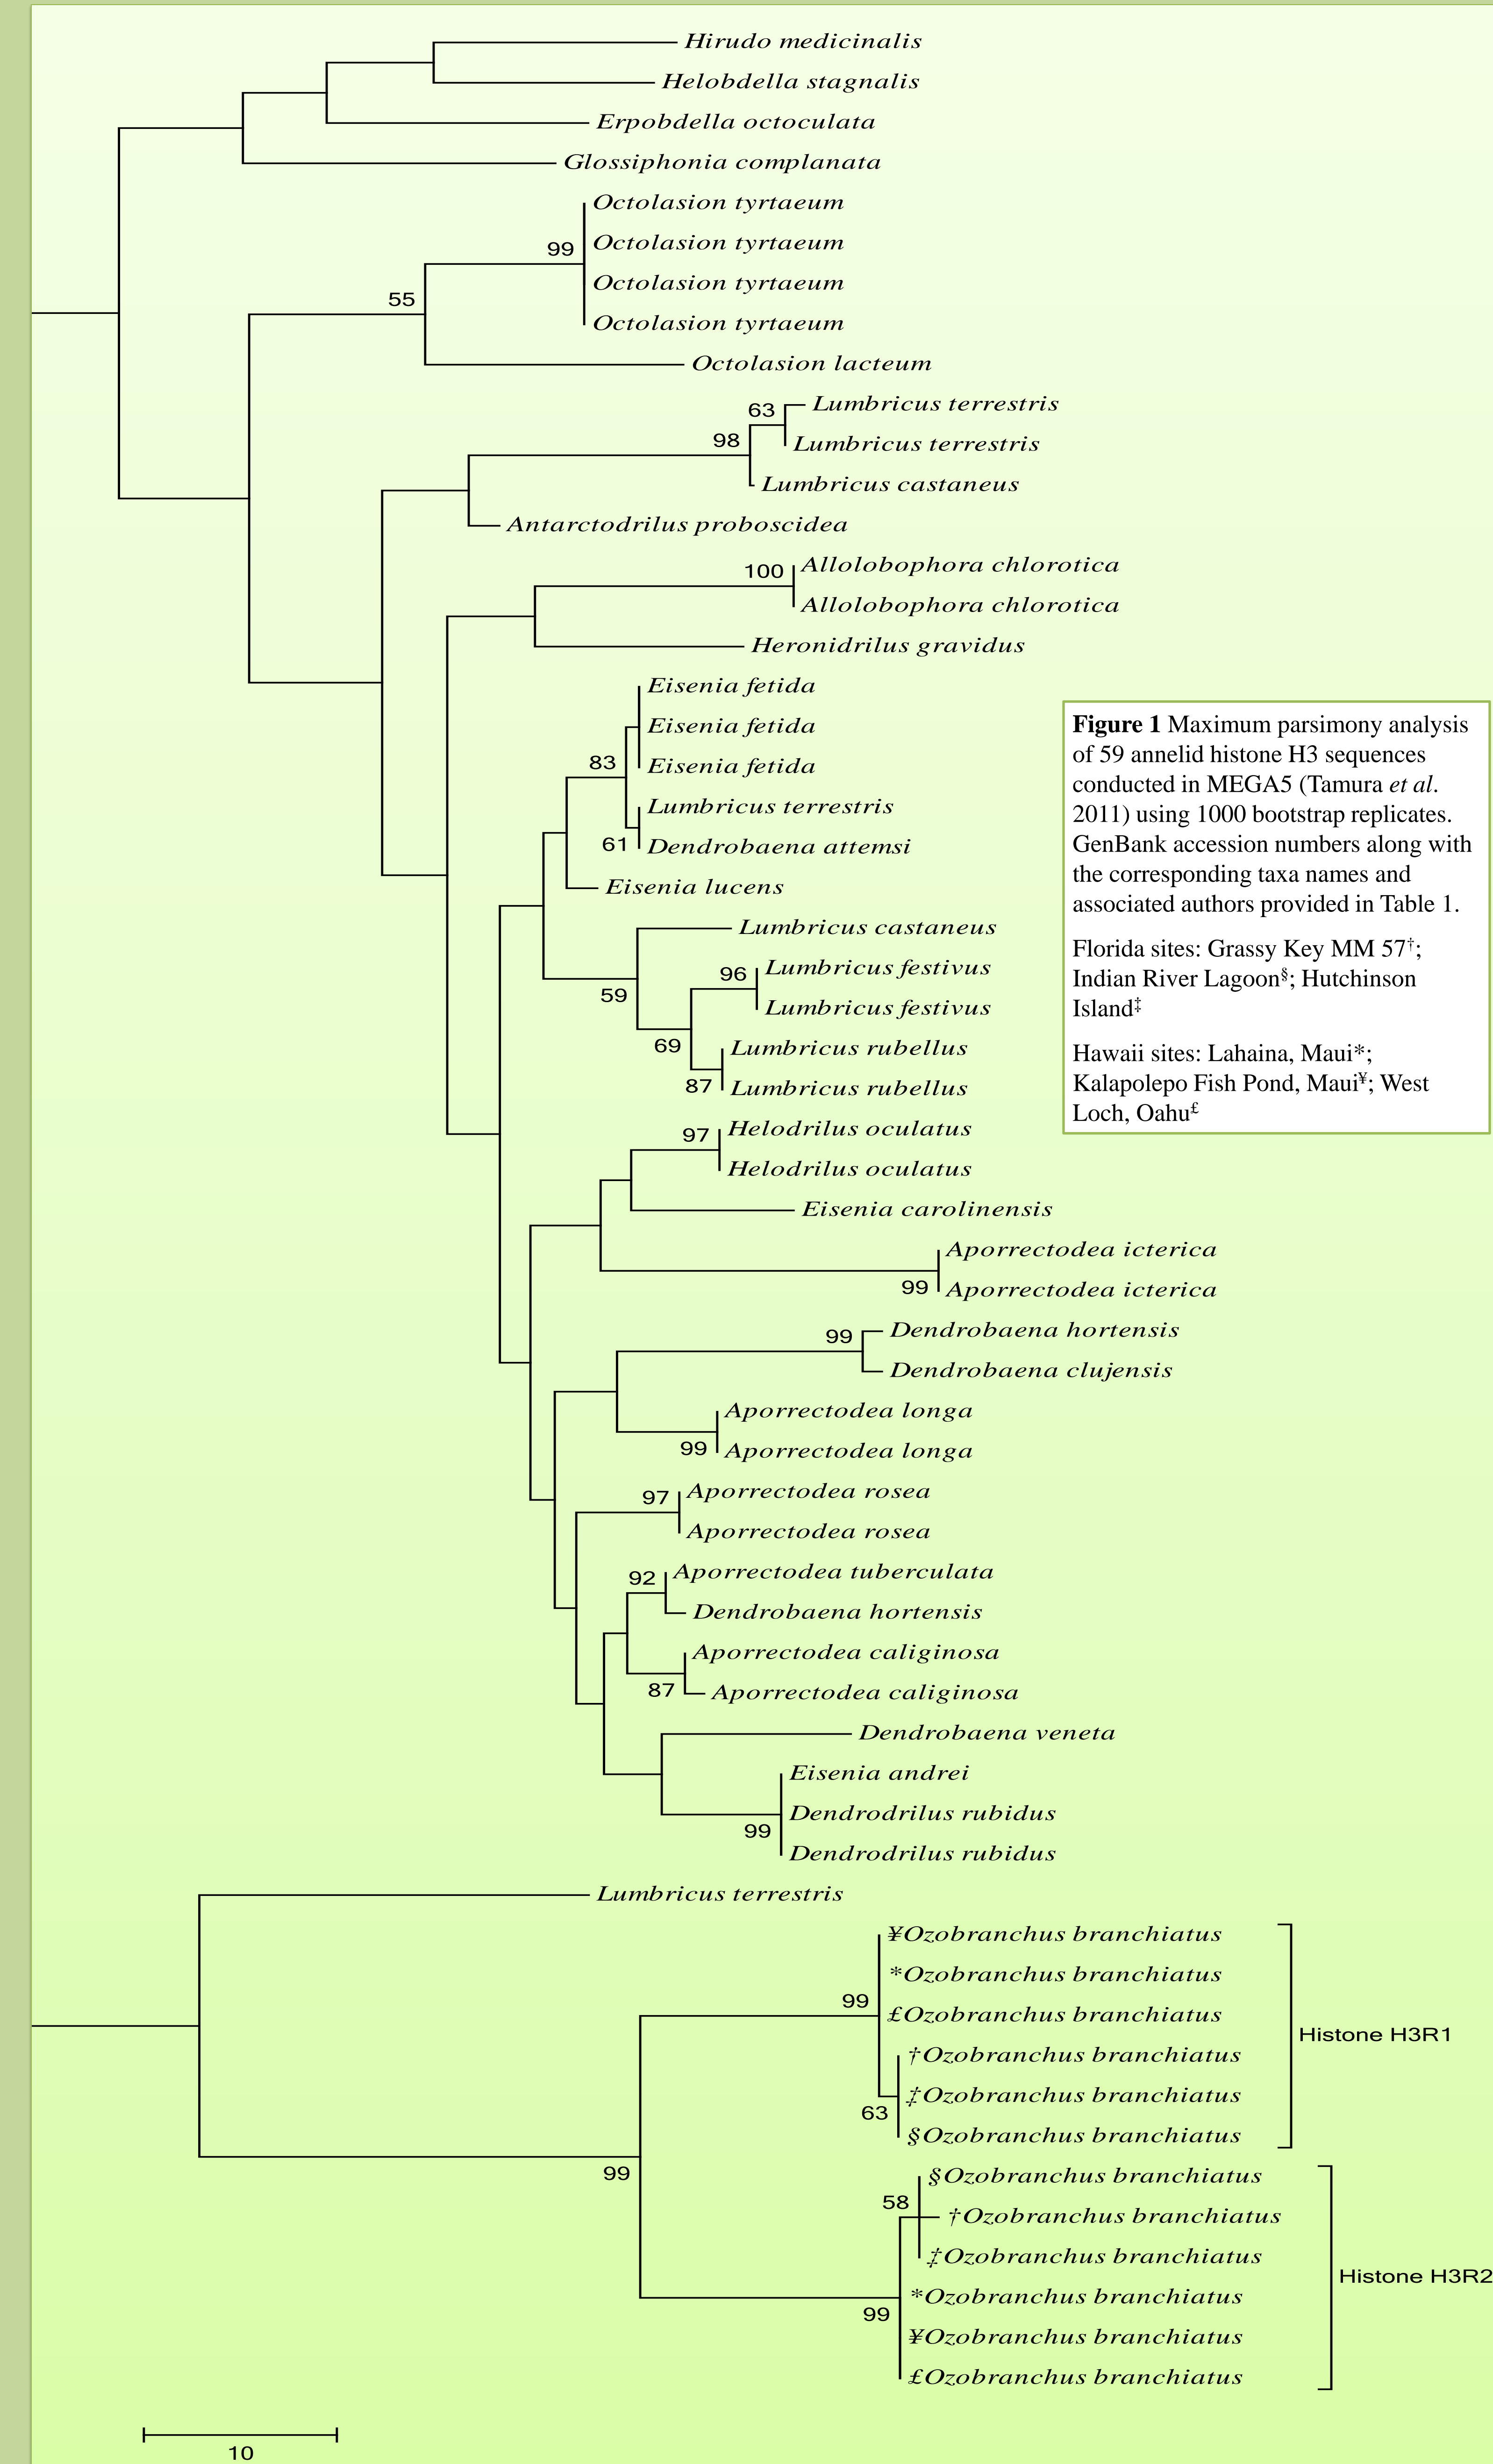 Hirudo medicinalis
Helobdella stagnalis
Erpobdella octoculata
Glossiphonia complanata
Octolasion tyrtaeum
Octolasion tyrtaeum
99
Octolasion tyrtaeum
55
Octolasion tyrtaeum
Octolasion lacteum
Lumbricus terrestris
63
Lumbricus terrestris
98
Lumbricus castaneus
Antarctodrilus proboscidea
Allolobophora chlorotica
100
Allolobophora chlorotica
Heronidrilus gravidus
Eisenia fetida
Eisenia fetida
Eisenia fetida
83
Lumbricus terrestris
Dendrobaena attemsi
61
Eisenia lucens
Lumbricus castaneus
Lumbricus festivus
96
59
Lumbricus festivus
Lumbricus rubellus
69
Lumbricus rubellus
87
Helodrilus oculatus
97
Helodrilus oculatus
Eisenia carolinensis
Aporrectodea icterica
Aporrectodea icterica
99
Dendrobaena hortensis
99
Dendrobaena clujensis
Aporrectodea longa
Aporrectodea longa
99
Aporrectodea rosea
97
Aporrectodea rosea
Aporrectodea tuberculata
92
Dendrobaena hortensis
Aporrectodea caliginosa
Aporrectodea caliginosa
87
Dendrobaena veneta
Eisenia andrei
Dendrodrilus rubidus
99
Dendrodrilus rubidus
Lumbricus terrestris
¥Ozobranchus branchiatus
*Ozobranchus branchiatus
99
£Ozobranchus branchiatus
†Ozobranchus branchiatus
‡Ozobranchus branchiatus
63
§Ozobranchus branchiatus
Histone H3R1
99
§Ozobranchus branchiatus
58
†Ozobranchus branchiatus
‡Ozobranchus branchiatus
*Ozobranchus branchiatus
99
¥Ozobranchus branchiatus
£Ozobranchus branchiatus
Histone H3R2
10
Figure 1 Maximum parsimony analysis
of 59 annelid histone H3 sequences
conducted in MEGA5 (Tamura et al.
2011) using 1000 bootstrap replicates.
GenBank accession numbers along with
the corresponding taxa names and
associated authors provided in Table 1.
Florida sites: Grassy Key MM 57†;
Indian River Lagoon§; Hutchinson
Island‡
Hawaii sites: Lahaina, Maui*;
Kalapolepo Fish Pond, Maui¥; West
Loch, Oahu£